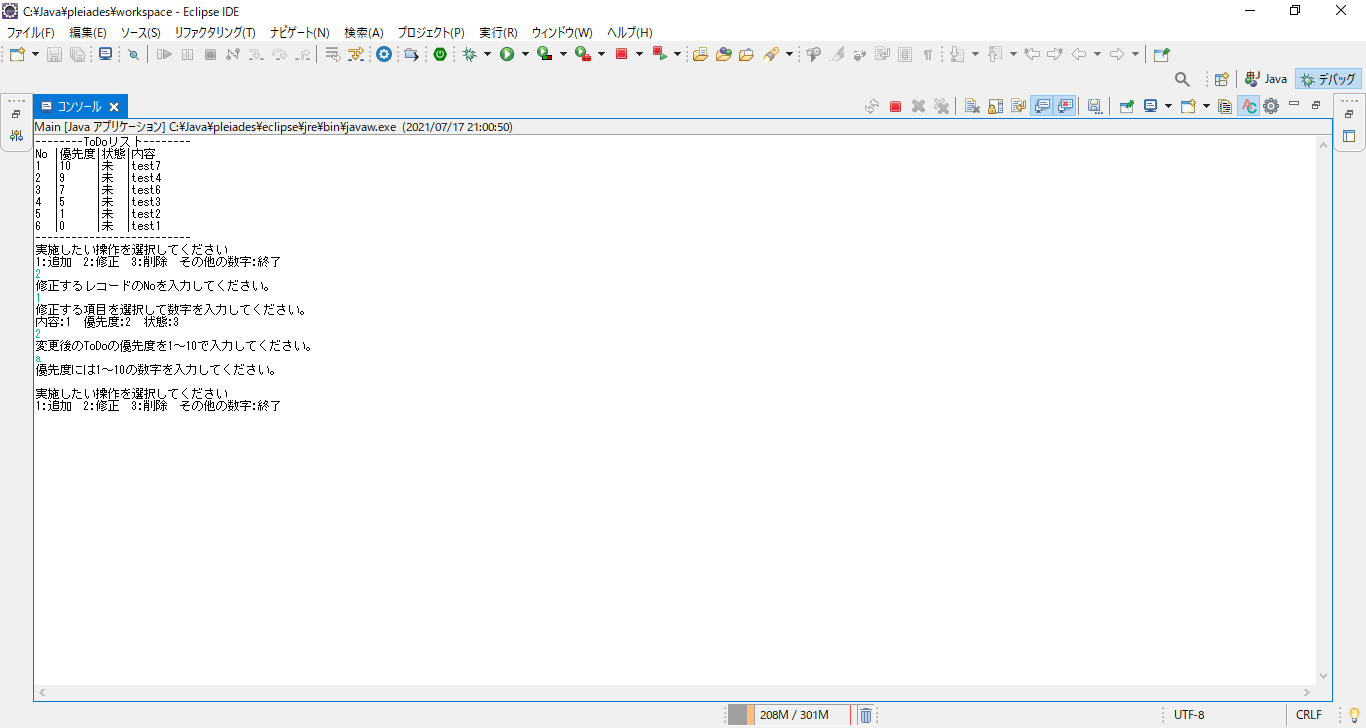 C:¥Java¥pleiades¥workspace - Eclipse IDE
ファイル(F) 編集(E) ソース(S) リファクタリング(T) ナビゲート(N) 検索(A) プロジェクト(P) 実行(R) ウィンドウ(W) ヘルプ(H)
Java デバッグ
コンソール
Main [Java アプリケーション] C:¥Java¥pleiades¥eclipse¥jre¥bin¥javaw.exe (2021/07/17 21:00:50)
--------ToDoリスト--------
No |優先度|状態|内容
1 |10 |未 |test7
2 |9 |未 |test4
3 |7 |未 |test6
4 |5 |未 |test3
5 |1 |未 |test2
6 |0 |未 |test1
--------------------------
実施したい操作を選択してください
1:追加 2:修正 3:削除 その他の数字:終了
2
修正するレコードのNoを入力してください。
1
修正する項目を選択して数字を入力してください。
内容:1 優先度:2 状態:3
2
変更後のToDoの優先度を1～10で入力してください。
a
優先度には1～10の数字を入力してください。
実施したい操作を選択してください
1:追加 2:修正 3:削除 その他の数字:終了
208M / 301M
UTF-8
CRLF